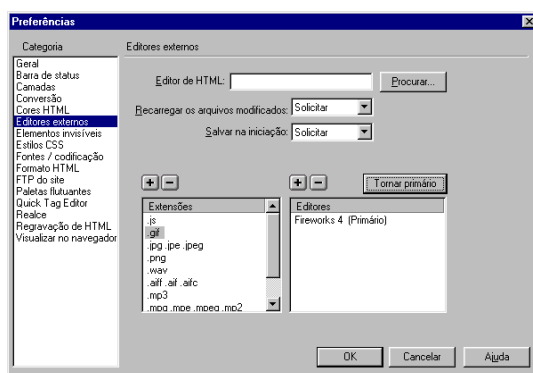 Preferências
Categoria
Editores externos
Geral
Barra de status
Camadas
Conversão
Cores HTML
Editores externos
Elementos invisíveis
Estilos CSS
Fontes / codificação
Formato HTML
FTP do site
Paletas flutuantes
Quick Tag Editor
Realce
Regravação de HTML
Visualizar no navegador
Editor de HTML:
Procurar...
Recarregar os arquivos modificados: Solicitar
Salvar na iniciação: Solicitar
Tornar primário
Extensões
.js
.gif
.jpg .jpe .jpeg
.png
.wav
.aiff .aif .aifc
.mp3
.mpg .mpe .mpeg .mp2
Editores
Fireworks 4 (Primário)
OK
Cancelar
Ajuda